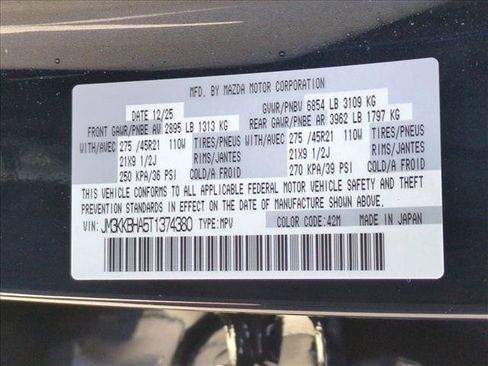 MFD. BY MAZDA MOTOR CORPORATION
DATE 12/25 GVWR/PNBV 6854 LB 3109 KG
FRONT GAWR/PNBE AV 2895 LB 1313 KG REAR GAWR/PNBE AR 3962 LB 1797 KG
WITH/AVEC 275 /45R21 110W TIRES/PNEUS WITH/AVEC 275 /45R21 110W TIRES/PNEUS
21X9 1/2J RIMS/JANTES 21X9 1/2J RIMS/JANTES
250 KPA/36 PSI COLD/A FROID 270 KPA/39 PSI COLD/A FROID
THIS VEHICLE CONFORMS TO ALL APPLICABLE FEDERAL MOTOR VEHICLE SAFETY AND THEFT
PREVENTION STANDARDS IN EFFECT ON THE DATE OF MANUFACTURE SHOWN ABOVE.
VIN: JM3KKBHA5T1374380 TYPE:MPV COLOR CODE:42M MADE IN JAPAN